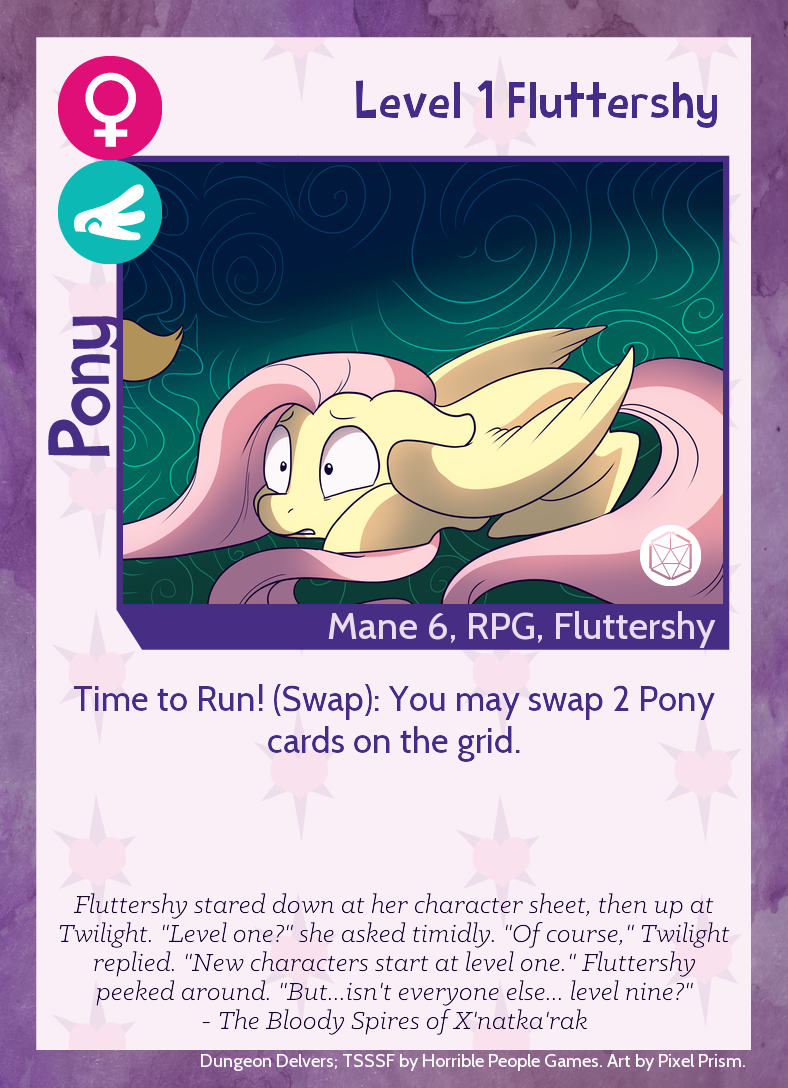 Level 1 Fluttershy
Pony
Mane 6, RPG, Fluttershy
Time to Run! (Swap): You may swap 2 Pony
cards on the grid.
Fluttershy stared down at her character sheet, then up at
Twilight. "Level one?" she asked timidly. "Of course," Twilight
replied. "New characters start at level one." Fluttershy
peeked around. "But...isn't everyone else... level nine?"
- The Bloody Spires of X'natka'rak
Dungeon Delvers; TSSSF by Horrible People Games. Art by Pixel Prism.